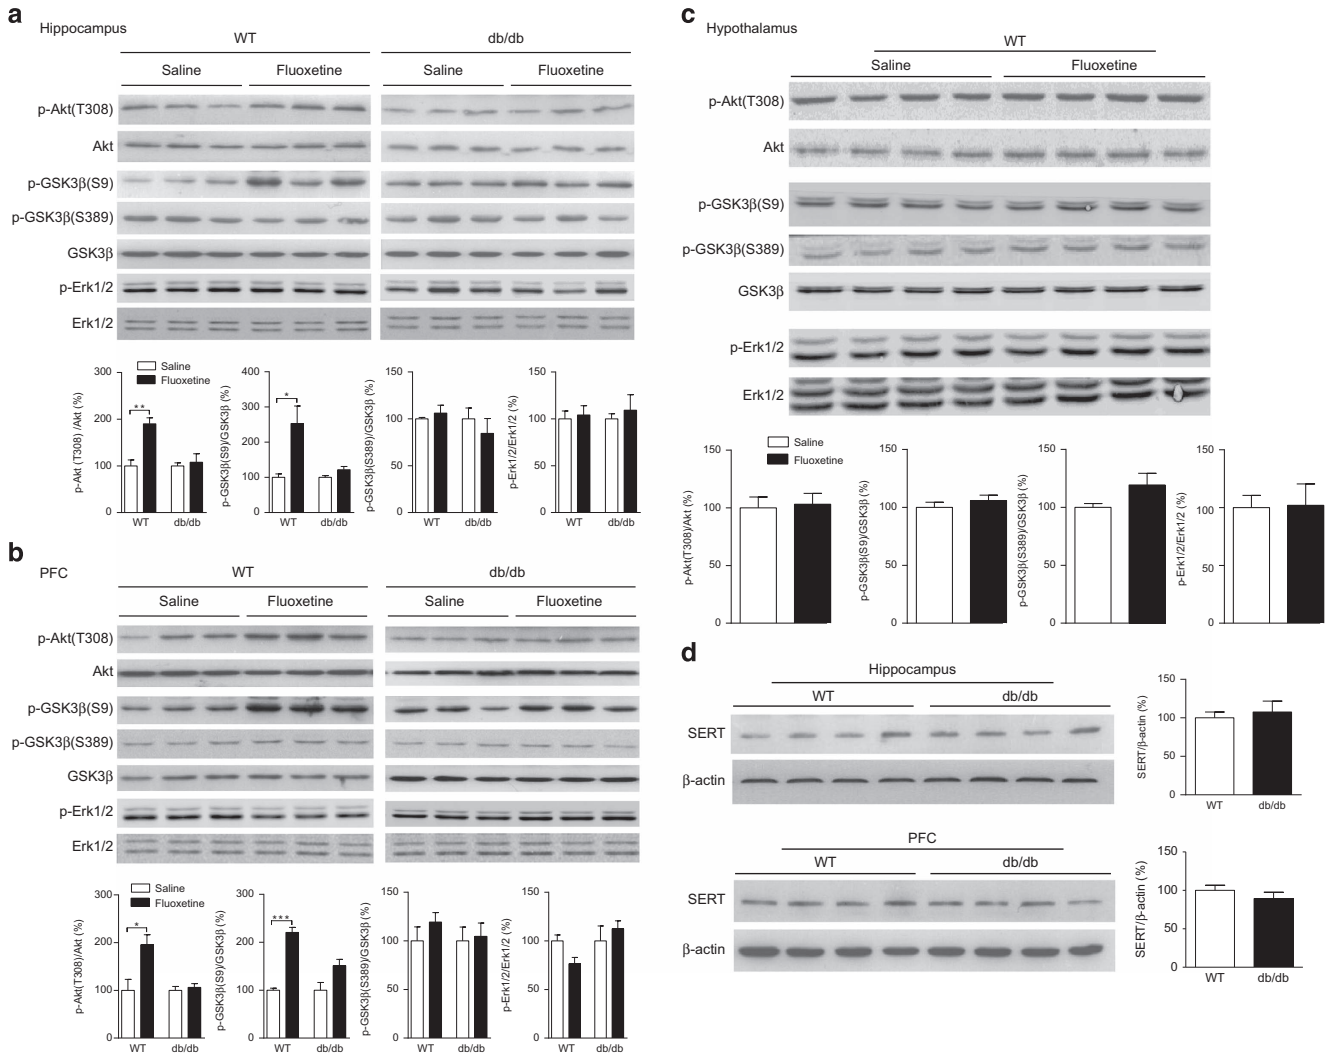 a
Hippocampus
WT
db/db
Saline
Fluoxetine
Saline
Fluoxetine
p-Akt(T308)
Akt
p-GSK3β(S9)
p-GSK3β(S389)
GSK3β
p-Erk1/2
Erk1/2
Saline
Fluoxetine
p-Akt (T308) /Akt (%)
300
200
100
0
**
WT
db/db
p-GSK3β(S9)/GSK3β (%)
400
300
200
100
0
*
WT
db/db
p-GSK3β(S389)/GSK3β (%)
150
100
50
0
WT
db/db
p-Erk1/2/Erk1/2 (%)
150
100
50
0
WT
db/db
b
PFC
WT
db/db
Saline
Fluoxetine
Saline
Fluoxetine
p-Akt(T308)
Akt
p-GSK3β(S9)
p-GSK3β(S389)
GSK3β
p-Erk1/2
Erk1/2
Saline
Fluoxetine
p-Akt(T308)/Akt (%)
300
200
100
0
*
WT
db/db
p-GSK3β(S9)/GSK3β (%)
300
200
100
0
***
WT
db/db
p-GSK3β(S389)/GSK3β (%)
150
100
50
0
WT
db/db
p-Erk1/2/Erk1/2 (%)
150
100
50
0
WT
db/db
c
Hypothalamus
WT
Saline
Fluoxetine
p-Akt(T308)
Akt
p-GSK3β(S9)
p-GSK3β(S389)
GSK3β
p-Erk1/2
Erk1/2
Saline
Fluoxetine
p-Akt(T308)/Akt (%)
150
100
50
0
p-GSK3β(S9)/GSK3β (%)
150
100
50
0
p-GSK3β(S389)/GSK3β (%)
150
100
50
0
p-Erk1/2/Erk1/2 (%)
150
100
50
0
d
Hippocampus
WT
db/db
SERT
β-actin
SERT/β-actin (%)
150
100
50
0
WT
db/db
PFC
WT
db/db
SERT
β-actin
SERT/β-actin (%)
150
100
50
0
WT
db/db